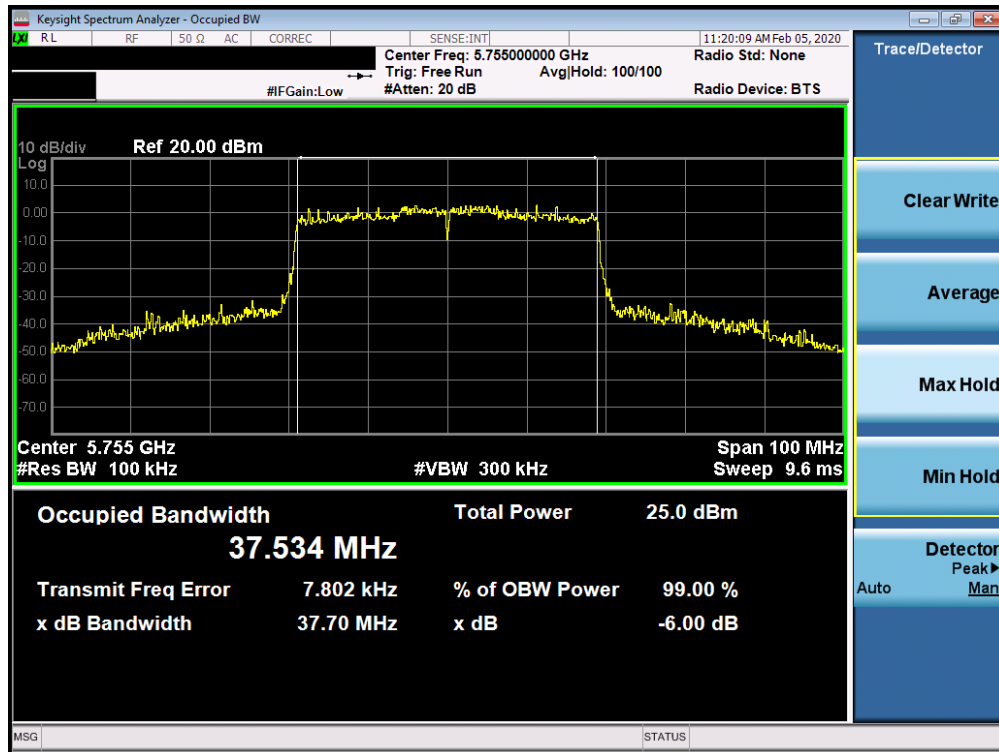 Keysight Spectrum Analyzer - Occupied BW
LXI RL RF 50 Ω AC CORREC SENSE:INT 11:20:09 AM Feb 05, 2020
Center Freq: 5.755000000 GHz Radio Std: None
Trig: Free Run Avg|Hold: 100/100
#IFGain:Low #Atten: 20 dB Radio Device: BTS
10 dB/div Ref 20.00 dBm
Log
10.0
0.00
-10.0
-20.0
-30.0
-40.0
-50.0
-60.0
-70.0
Center 5.755 GHz Span 100 MHz
#Res BW 100 kHz #VBW 300 kHz Sweep 9.6 ms
Occupied Bandwidth Total Power 25.0 dBm
37.534 MHz
Transmit Freq Error 7.802 kHz % of OBW Power 99.00 %
x dB Bandwidth 37.70 MHz x dB -6.00 dB
MSG STATUS
Trace/Detector
Clear Write
Average
Max Hold
Min Hold
Detector
Peak▶
Auto Man